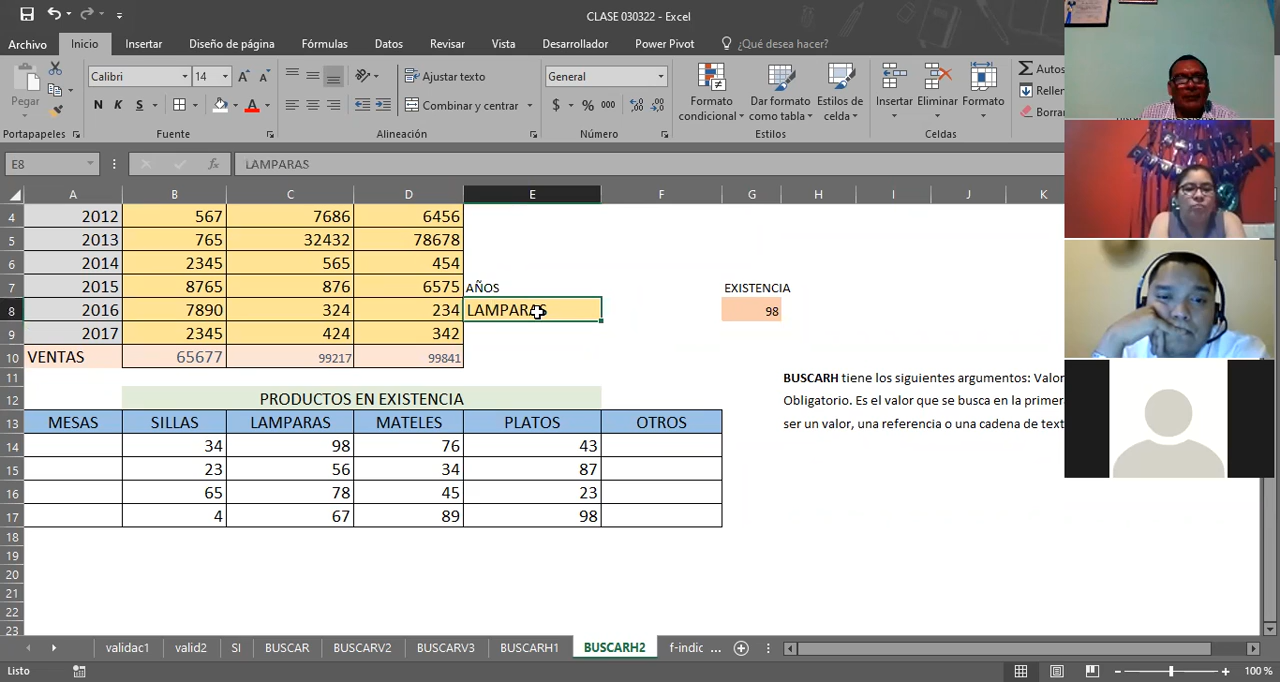 CLASE 030322 - Excel
Archivo Inicio Insertar Diseño de página Fórmulas Datos Revisar Vista Desarrollador Power Pivot ¿Qué desea hacer?
Pegar
Calibri 14
N K S A
Ajustar texto
Combinar y centrar
General
$ % 000
Formato condicional
Dar formato como tabla
Estilos de celda
Insertar Eliminar Formato
Autos
Rellen
Borra
Portapapeles Fuente Alineación Número Estilos Celdas
E8 fx LAMPARAS
A B C D E F G H I J K
4 2012 567 7686 6456
5 2013 765 32432 78678
6 2014 2345 565 454
7 2015 8765 876 6575 AÑOS EXISTENCIA
8 2016 7890 324 234 LAMPARAS 98
9 2017 2345 424 342
10 VENTAS 65677 99217 99841
11 BUSCARH tiene los siguientes argumentos: Valor
12 PRODUCTOS EN EXISTENCIA Obligatorio. Es el valor que se busca en la primera
13 MESAS SILLAS LAMPARAS MATELES PLATOS OTROS ser un valor, una referencia o una cadena de text
14 34 98 76 43
15 23 56 34 87
16 65 78 45 23
17 4 67 89 98
18
19
20
21
22
23
validac1 valid2 SI BUSCAR BUSCARV2 BUSCARV3 BUSCARH1 BUSCARH2 f-indic ...
Listo 100 %